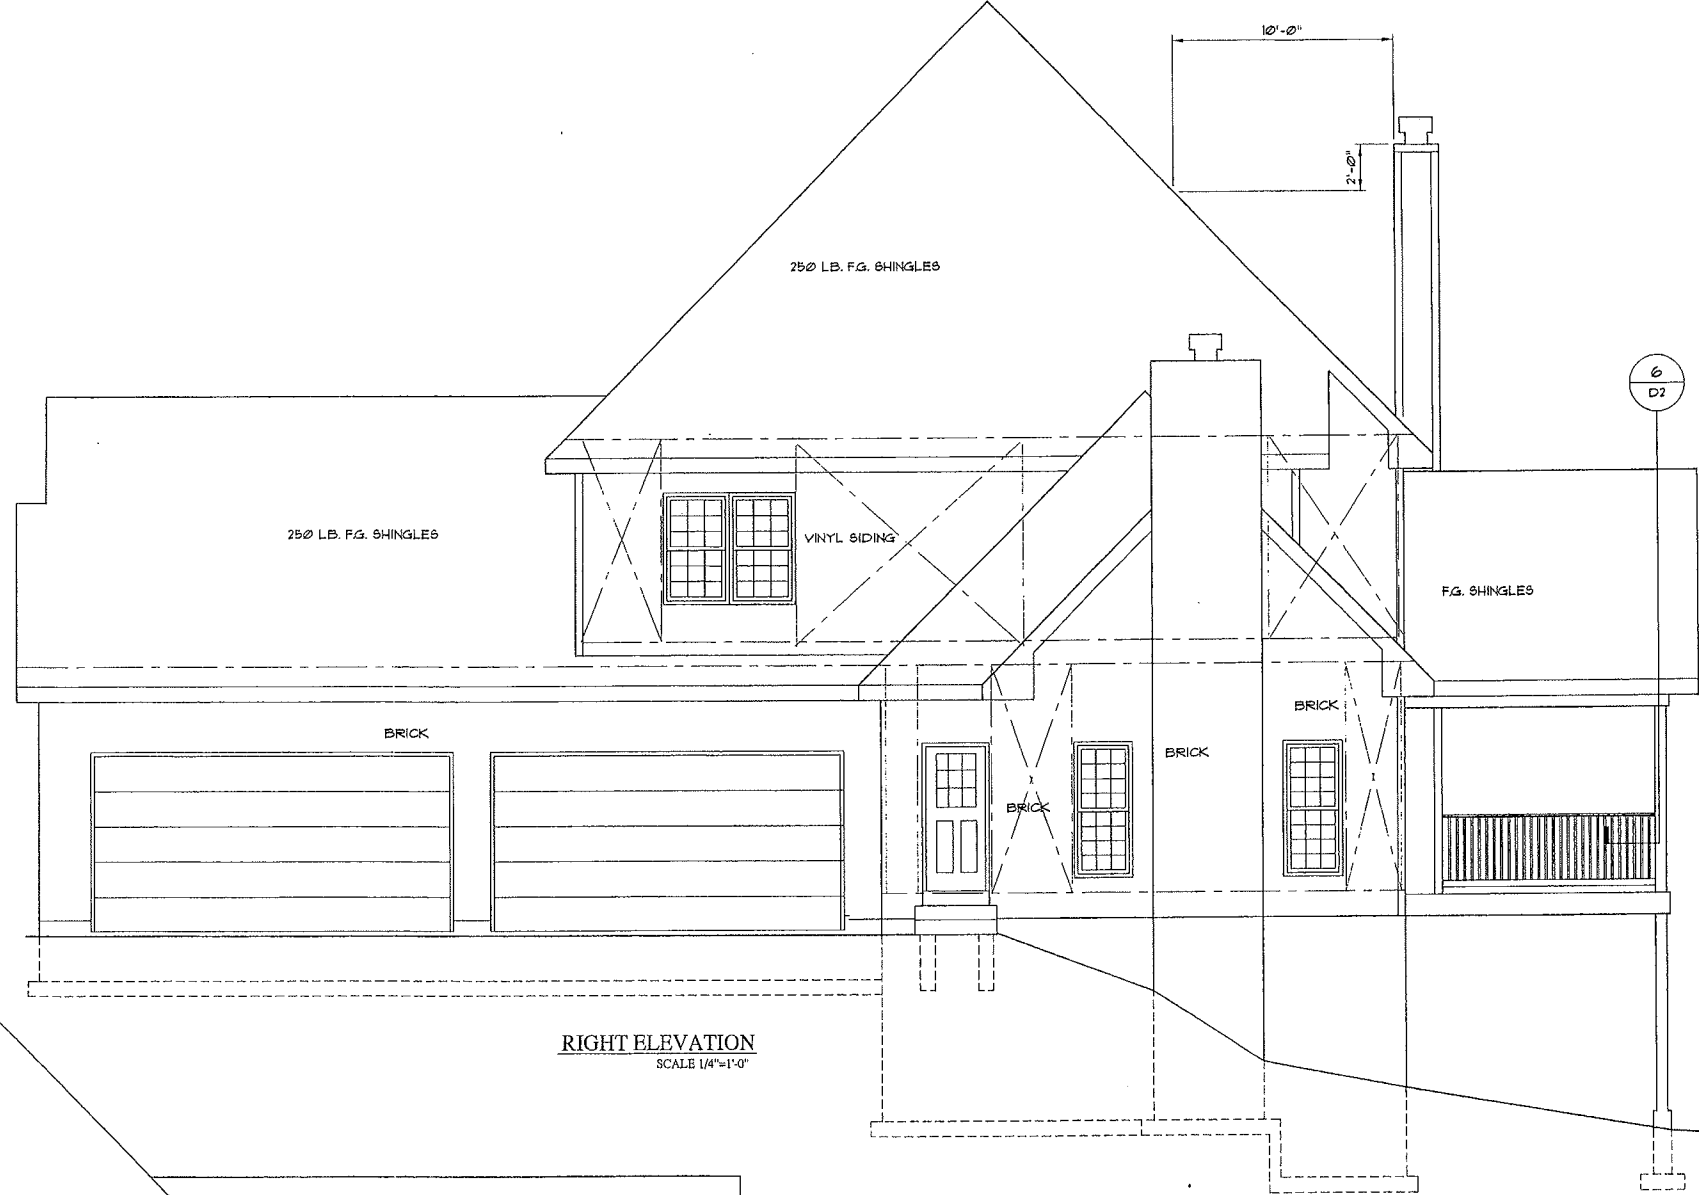 10'-0"
2'-0"
250 LB. F.G. SHINGLES
6
D2
250 LB. F.G. SHINGLES
VINYL SIDING
F.G. SHINGLES
BRICK
BRICK
BRICK
BRICK
RIGHT ELEVATION
SCALE 1/4"=1'-0"